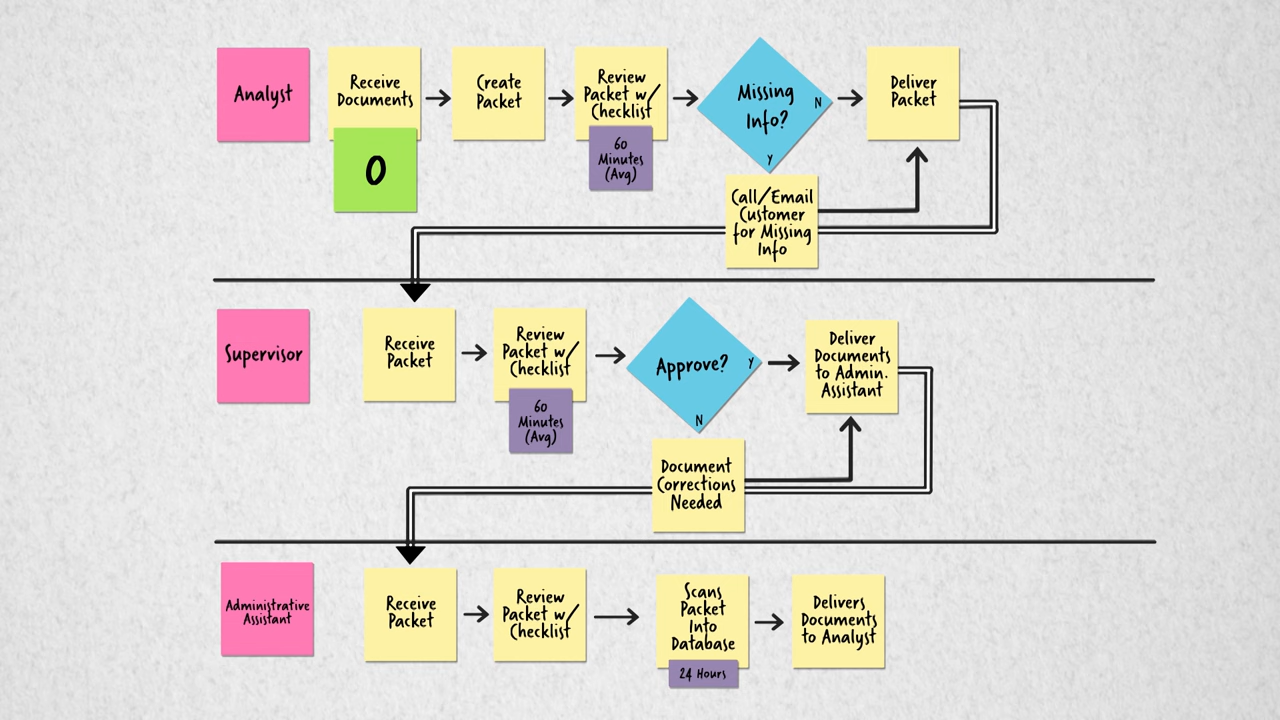 Analyst
Receive
Documents
0
Create
Packet
Review
Packet w/
Checklist
60
Minutes
(Avg)
Missing
Info?
N
Y
Deliver
Packet
Call/Email
Customer
for Missing
Info
Supervisor
Receive
Packet
Review
Packet w/
Checklist
60
Minutes
(Avg)
Approve?
Y
N
Deliver
Documents
to Admin.
Assistant
Document
Corrections
Needed
Administrative
Assistant
Receive
Packet
Review
Packet w/
Checklist
Scans
Packet
Into
Database
24 Hours
Delivers
Documents
to Analyst